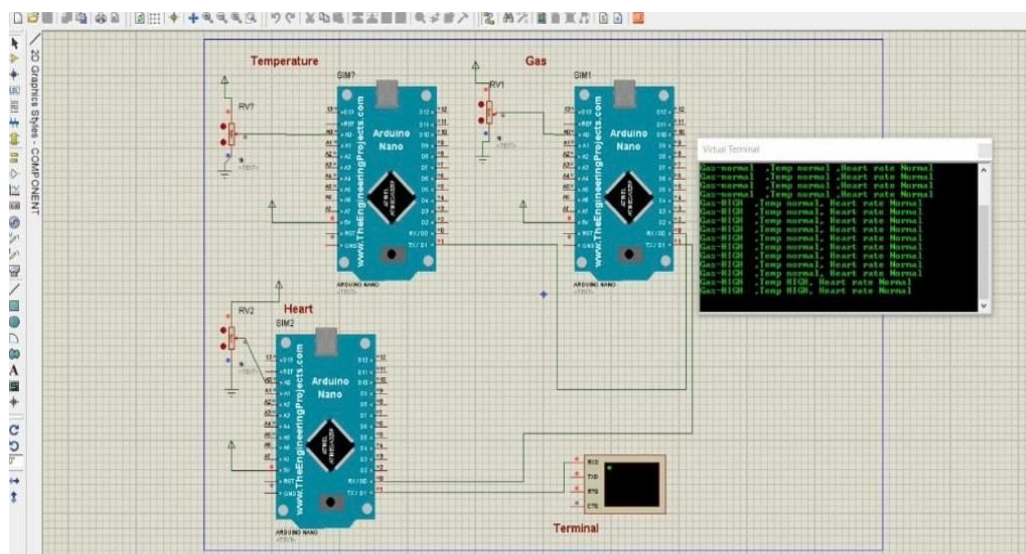 2D Graphics Styles - COMPONENT
Temperature
RV?
<TEXT>
SIM?
www.TheEngineeringProjects.com
Arduino
Nano
ARDUINO NANO
<TEXT>
Gas
RV1
<TEXT>
SIM1
www.TheEngineeringProjects.com
Arduino
Nano
ARDUINO NANO
<TEXT>
Virtual Terminal
Gas-normal ,Temp normal ,Heart rate Normal
Gas-normal ,Temp normal ,Heart rate Normal
Gas-normal ,Temp normal ,Heart rate Normal
Gas-normal ,Temp normal ,Heart rate Normal
Gas-HIGH ,Temp normal, Heart rate Normal
Gas-HIGH ,Temp normal, Heart rate Normal
Gas-HIGH ,Temp normal, Heart rate Normal
Gas-HIGH ,Temp normal, Heart rate Normal
Gas-HIGH ,Temp normal, Heart rate Normal
Gas-HIGH ,Temp normal, Heart rate Normal
Gas-HIGH ,Temp normal, Heart rate Normal
Gas-HIGH ,Temp HIGH, Heart rate Normal
Gas-HIGH ,Temp HIGH, Heart rate Normal
Heart
RV2
<TEXT>
SIM2
www.TheEngineeringProjects.com
Arduino
Nano
ARDUINO NANO
<TEXT>
RXD
TXD
RTS
CTS
Terminal